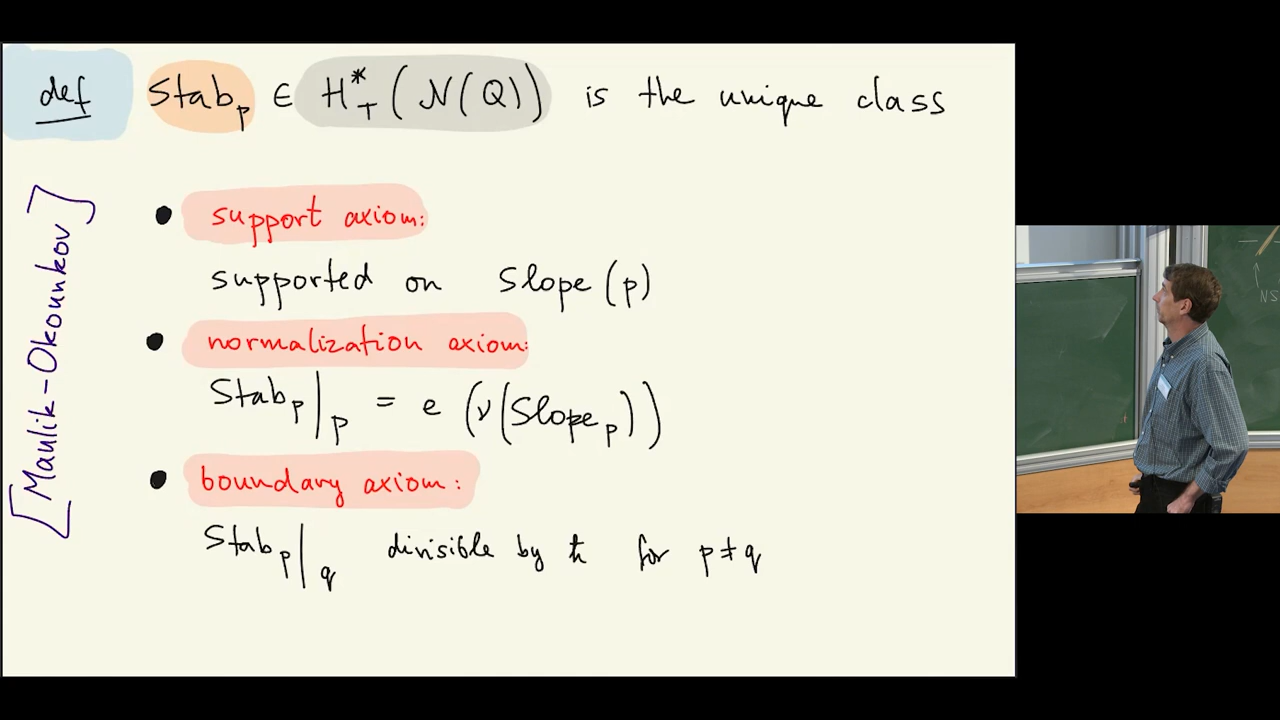 def Stab_p ∈ H*_T (N(Q)) is the unique class
[Maulik-Okounkov]
• support axiom:
supported on Slope (p)
• normalization axiom:
Stab_p|_p = e (ν(Slope_p))
• boundary axiom:
Stab_p|_q divisible by ħ for p ≠ q
NS